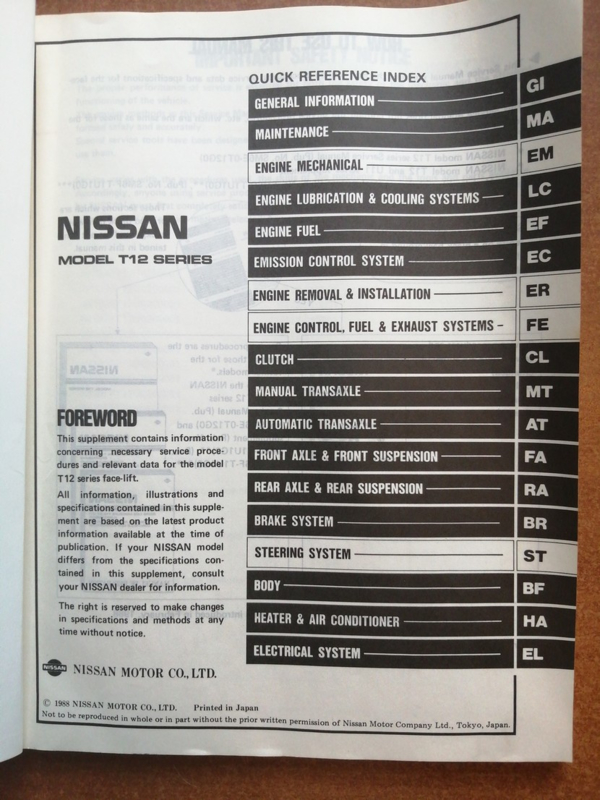 QUICK REFERENCE INDEX
GENERAL INFORMATION GI
MAINTENANCE MA
ENGINE MECHANICAL EM
ENGINE LUBRICATION & COOLING SYSTEMS LC
ENGINE FUEL EF
EMISSION CONTROL SYSTEM EC
ENGINE REMOVAL & INSTALLATION ER
ENGINE CONTROL, FUEL & EXHAUST SYSTEMS FE
CLUTCH CL
MANUAL TRANSAXLE MT
AUTOMATIC TRANSAXLE AT
FRONT AXLE & FRONT SUSPENSION FA
REAR AXLE & REAR SUSPENSION RA
BRAKE SYSTEM BR
STEERING SYSTEM ST
BODY BF
HEATER & AIR CONDITIONER HA
ELECTRICAL SYSTEM EL
NISSAN
MODEL T12 SERIES
FOREWORD
This supplement contains information
concerning necessary service proce-
dures and relevant data for the model
T12 series face-lift.
All information, illustrations and
specifications contained in this supple-
ment are based on the latest product
information available at the time of
publication. If your NISSAN model
differs from the specifications con-
tained in this supplement, consult
your NISSAN dealer for information.
The right is reserved to make changes
in specifications and methods at any
time without notice.
NISSAN NISSAN MOTOR CO., LTD.
© 1988 NISSAN MOTOR CO., LTD. Printed in Japan
Not to be reproduced in whole or in part without the prior written permission of Nissan Motor Company Ltd., Tokyo, Japan.